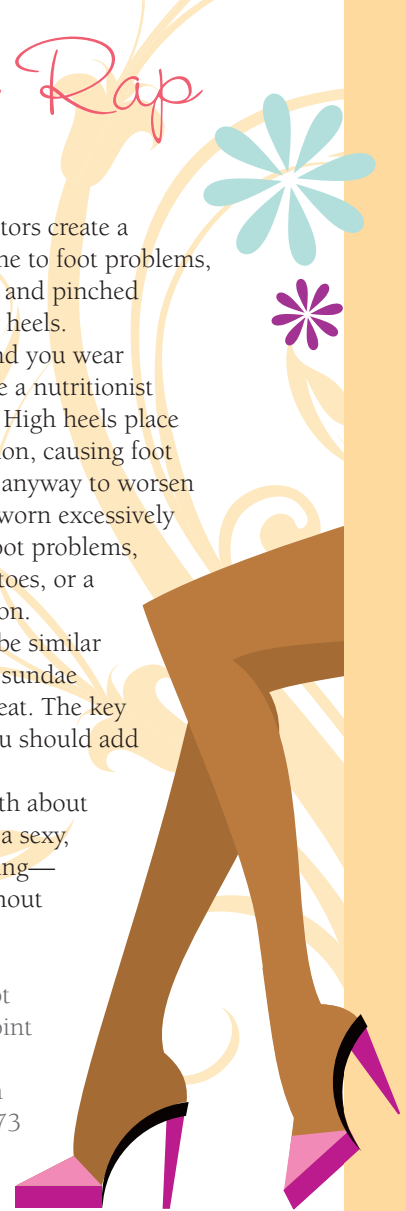 Rap
tors create a
ne to foot problems,
and pinched
heels.
nd you wear
e a nutritionist
High heels place
ion, causing foot
anyway to worsen
worn excessively
oot problems,
toes, or a
on.
be similar
sundae
eat. The key
u should add
th about
a sexy,
ing—
hout
ot
oint
n
73